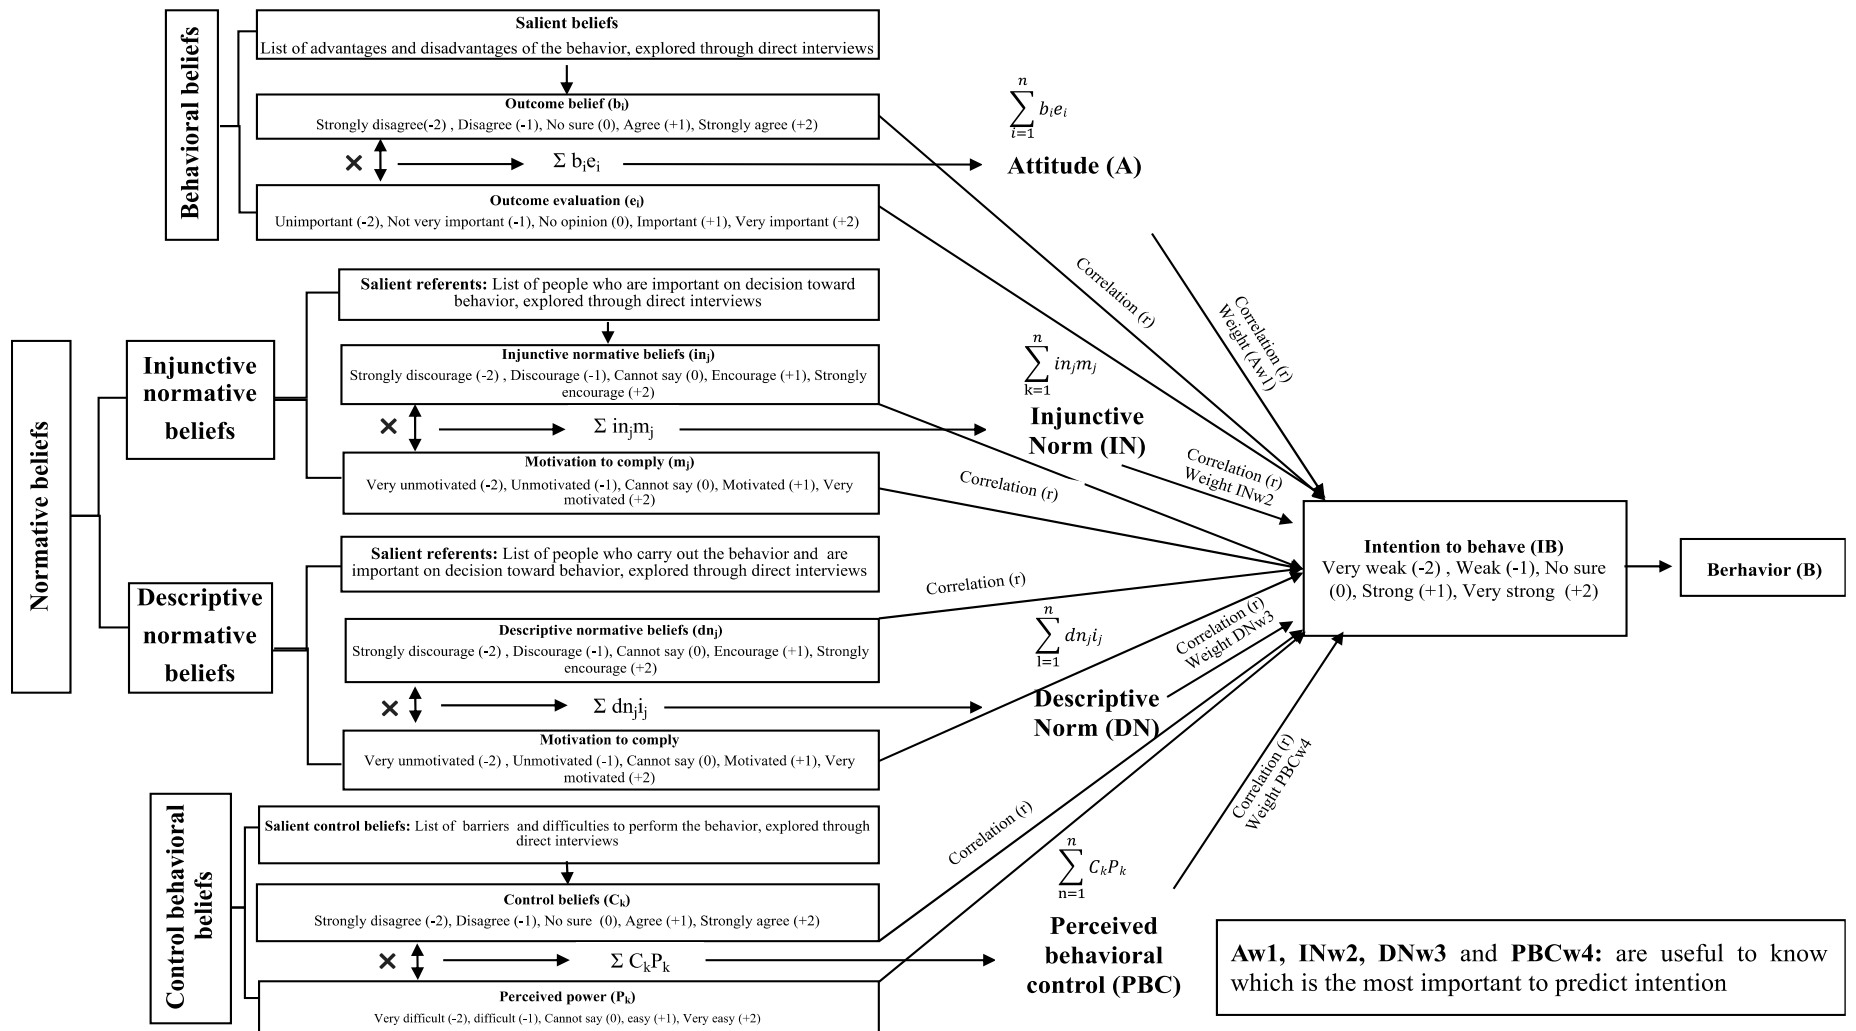 Behavioral beliefs
Salient beliefs
List of advantages and disadvantages of the behavior, explored through direct interviews
Outcome belief (bᵢ)
Strongly disagree(-2) , Disagree (-1), No sure (0), Agree (+1), Strongly agree (+2)
× Σ bᵢeᵢ
Outcome evaluation (eᵢ)
Unimportant (-2), Not very important (-1), No opinion (0), Important (+1), Very important (+2)
n
∑ bᵢeᵢ
i=1
Attitude (A)
Correlation (r)
Correlation (r)
Weight (Aw1)
Normative beliefs
Injunctive
normative
beliefs
Salient referents: List of people who are important on decision toward
behavior, explored through direct interviews
Injunctive normative beliefs (inⱼ)
Strongly discourage (-2) , Discourage (-1), Cannot say (0), Encourage (+1), Strongly
encourage (+2)
× Σ inⱼmⱼ
Motivation to comply (mⱼ)
Very unmotivated (-2), Unmotivated (-1), Cannot say (0), Motivated (+1), Very
motivated (+2)
n
∑ inⱼmⱼ
k=1
Injunctive
Norm (IN)
Correlation (r)
Correlation (r)
Weight INw2
Descriptive
normative
beliefs
Salient referents: List of people who carry out the behavior and are
important on decision toward behavior, explored through direct interviews
Descriptive normative beliefs (dnⱼ)
Strongly discourage (-2) , Discourage (-1), Cannot say (0), Encourage (+1), Strongly
encourage (+2)
× Σ dnⱼiⱼ
Motivation to comply
Very unmotivated (-2) , Unmotivated (-1), Cannot say (0), Motivated (+1), Very
motivated (+2)
n
∑ dnⱼiⱼ
l=1
Descriptive
Norm (DN)
Correlation (r)
Correlation (r)
Weight DNw3
Control behavioral
beliefs
Salient control beliefs: List of barriers and difficulties to perform the behavior, explored through
direct interviews
Control beliefs (Cₖ)
Strongly disagree (-2), Disagree (-1), No sure (0), Agree (+1), Strongly agree (+2)
× Σ CₖPₖ
Perceived power (Pₖ)
Very difficult (-2), difficult (-1), Cannot say (0), easy (+1), Very easy (+2)
n
∑ CₖPₖ
n=1
Perceived
behavioral
control (PBC)
Correlation (r)
Correlation (r)
Weight PBCw4
Intention to behave (IB)
Very weak (-2) , Weak (-1), No sure
(0), Strong (+1), Very strong (+2)
Berhavior (B)
Aw1, INw2, DNw3 and PBCw4: are useful to know
which is the most important to predict intention